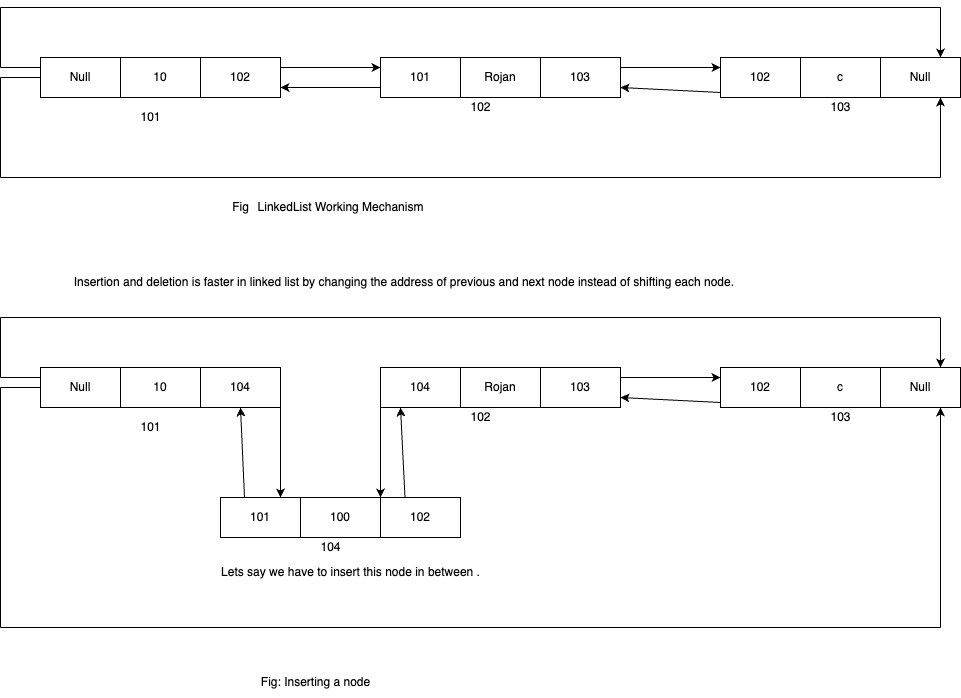 Null 10 102 101 Rojan 103 102 c Null
101 102 103
Fig LinkedList Working Mechanism
Insertion and deletion is faster in linked list by changing the address of previous and next node instead of shifting each node.
Null 10 104 104 Rojan 103 102 c Null
101 102 103
101 100 102
104
Lets say we have to insert this node in between .
Fig: Inserting a node